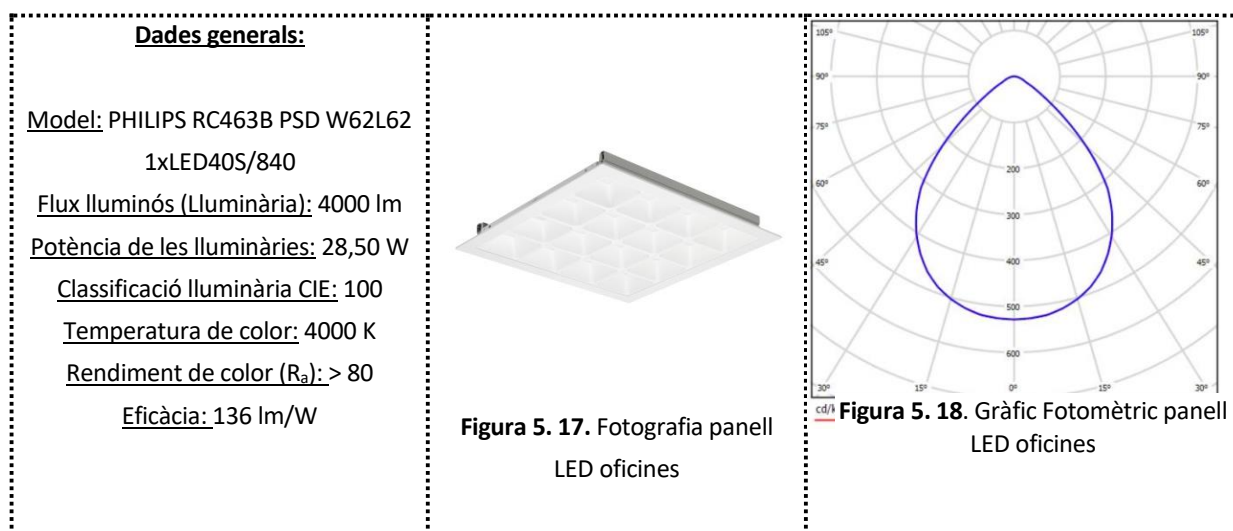 Dades generals:
Model: PHILIPS RC463B PSD W62L62
1xLED40S/840
Flux lluminós (Lluminària): 4000 lm
Potència de les lluminàries: 28,50 W
Classificació lluminària CIE: 100
Temperatura de color: 4000 K
Rendiment de color (Ra): > 80
Eficàcia: 136 lm/W
Figura 5. 17. Fotografia panell
LED oficines
105° 105°
90° 90°
75° 75°
200
60° 60°
300
45° 400 45°
500
600
30° 15° 0° 15° 30°
Figura 5. 18. Gràfic Fotomètric panell
LED oficines